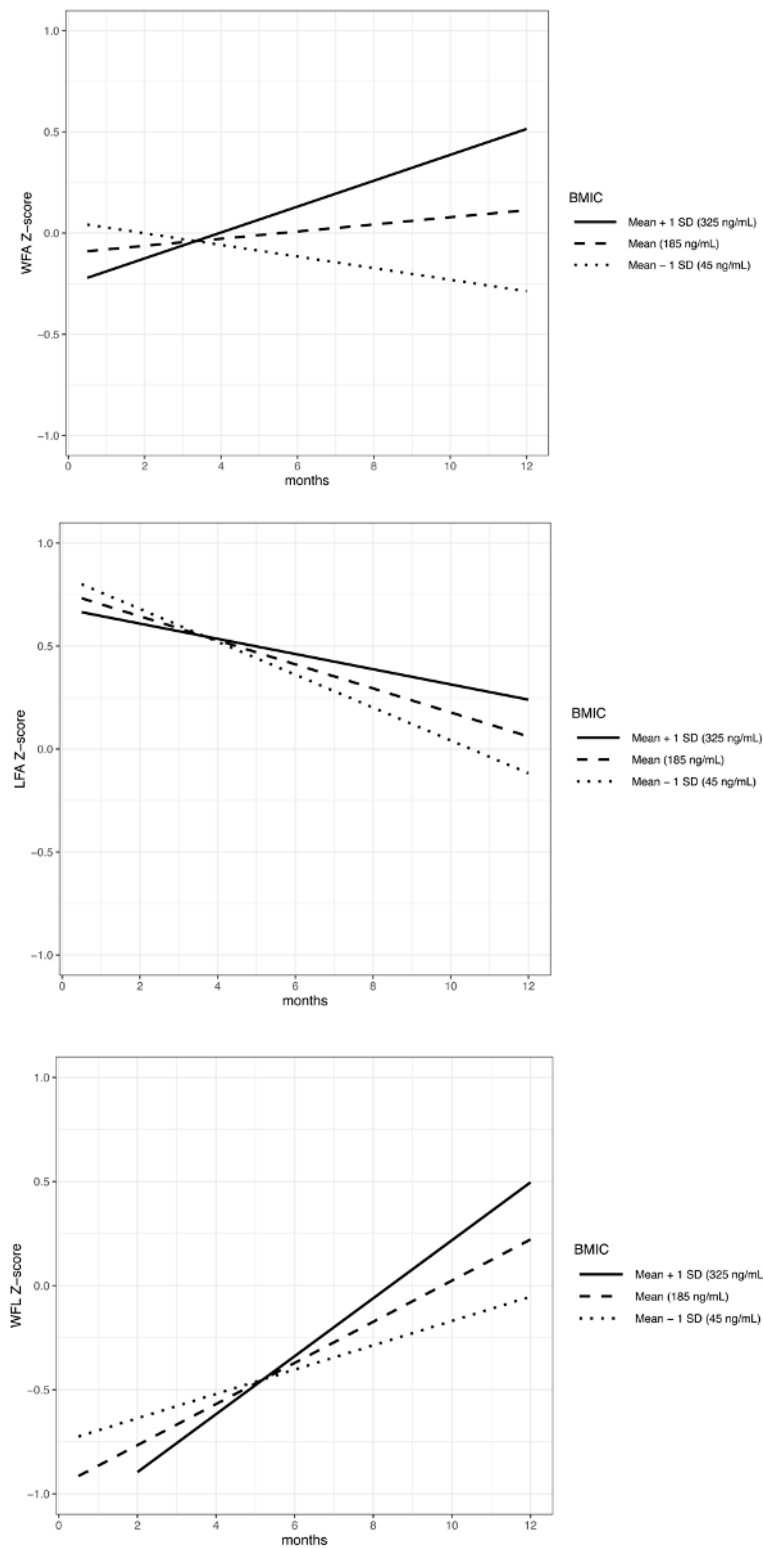 1.0
0.5
0.0
−0.5
−1.0
WFA Z−score
0 2 4 6 8 10 12
months
BMIC
Mean + 1 SD (325 ng/mL)
Mean (185 ng/mL)
Mean − 1 SD (45 ng/mL)
1.0
0.5
0.0
−0.5
−1.0
LFA Z−score
0 2 4 6 8 10 12
months
BMIC
Mean + 1 SD (325 ng/mL)
Mean (185 ng/mL)
Mean − 1 SD (45 ng/mL)
1.0
0.5
0.0
−0.5
−1.0
WFL Z−score
0 2 4 6 8 10 12
months
BMIC
Mean + 1 SD (325 ng/mL
Mean (185 ng/mL)
Mean − 1 SD (45 ng/mL)